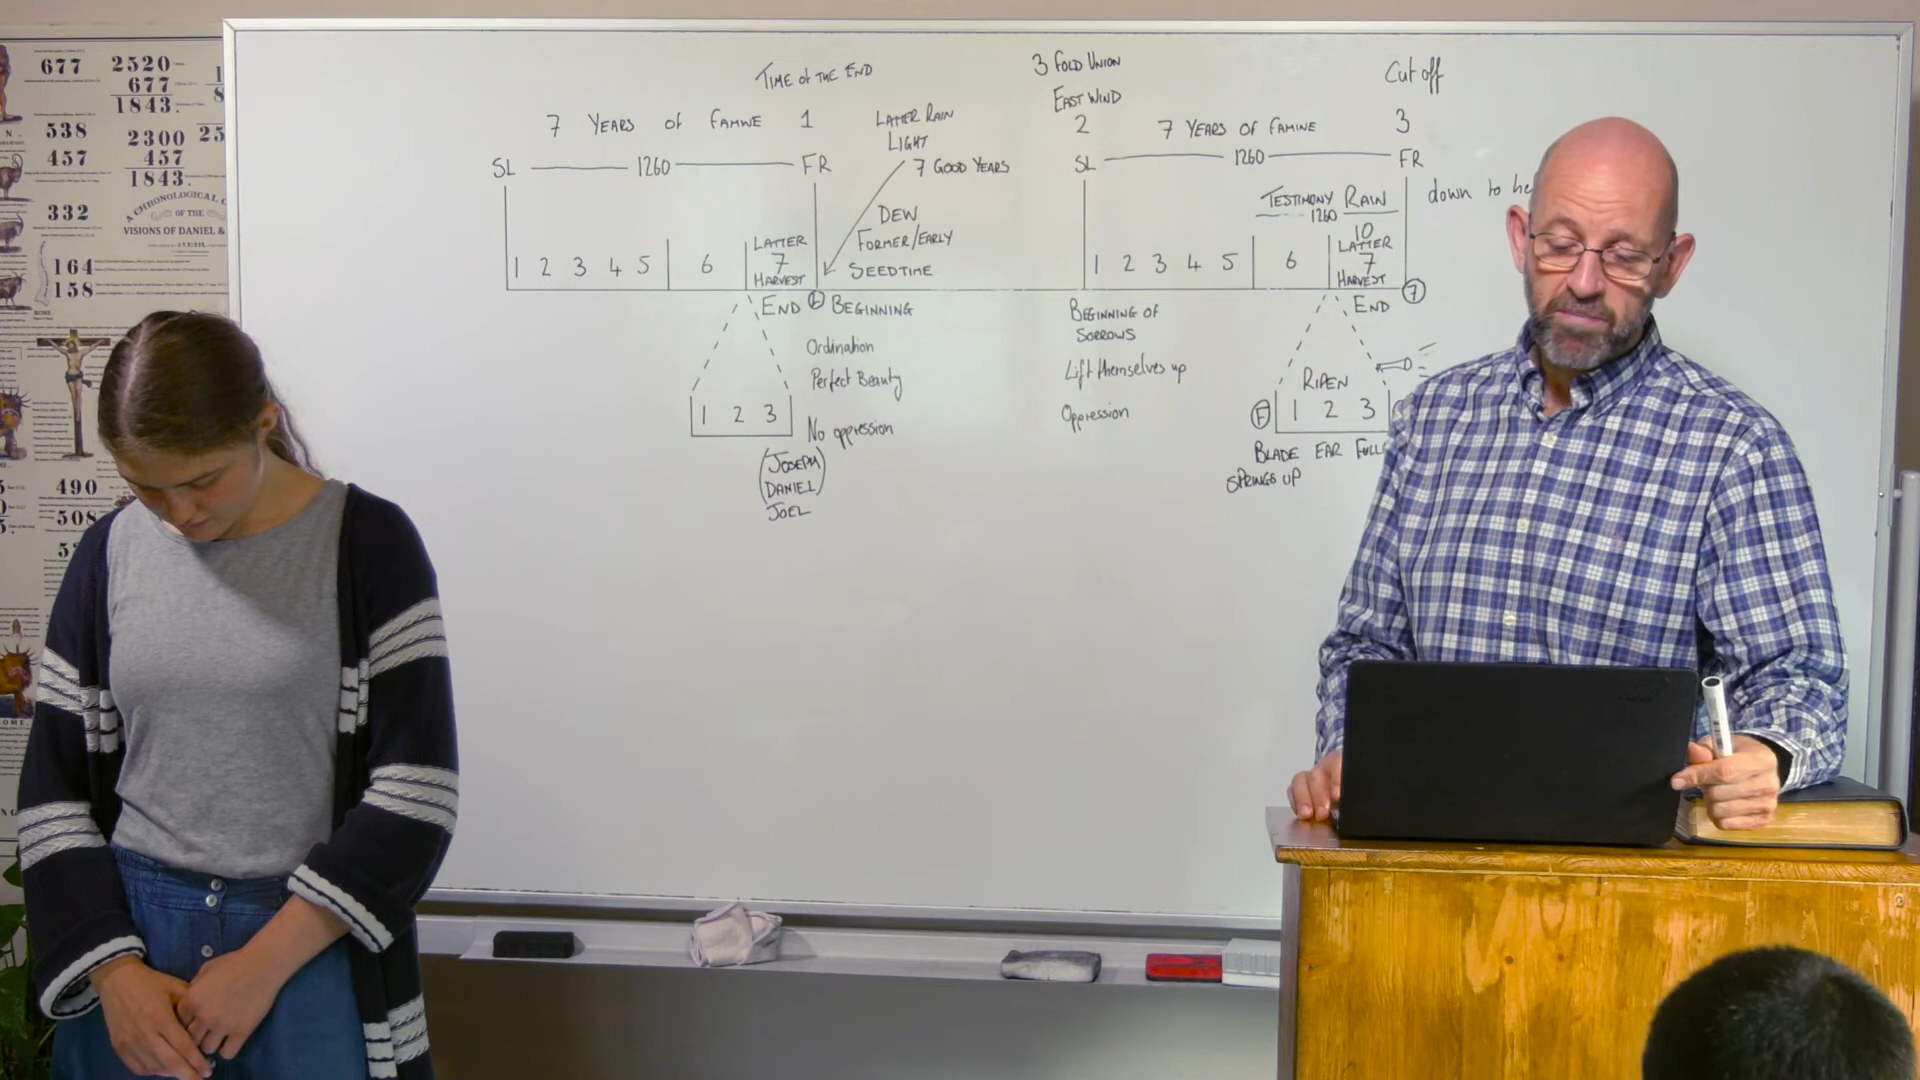 677
2520
677
1843.
538
457
2300
457
1843.
25
A CHRONOLOGICAL
OF THE
VISIONS OF DANIEL &
332
164
158
ROME
490
508
TIME of THE END
7 YEARS of FAMINE 1
SL 1260 FR
LATTER RAIN
LIGHT
7 GOOD YEARS
DEW
FORMER/EARLY
SEEDTIME
1 2 3 4 5 6
LATTER
7
HARVEST
END L BEGINNING
Ordination
Perfect Beauty
No oppression
1 2 3
(JOSEPH
DANIEL)
JOEL
3 FOLD UNION
EAST WIND
2 7 YEARS OF FAMINE 3
Cut off
SL 1260 FR
down to he
TESTIMONY RAIN
1260
10
1 2 3 4 5 6
LATTER
7
HARVEST
END 7
BEGINNING OF
SORROWS
Lift themselves up
Oppression
RIPEN
F 1 2 3
BLADE EAR FULL
SPRINGS UP